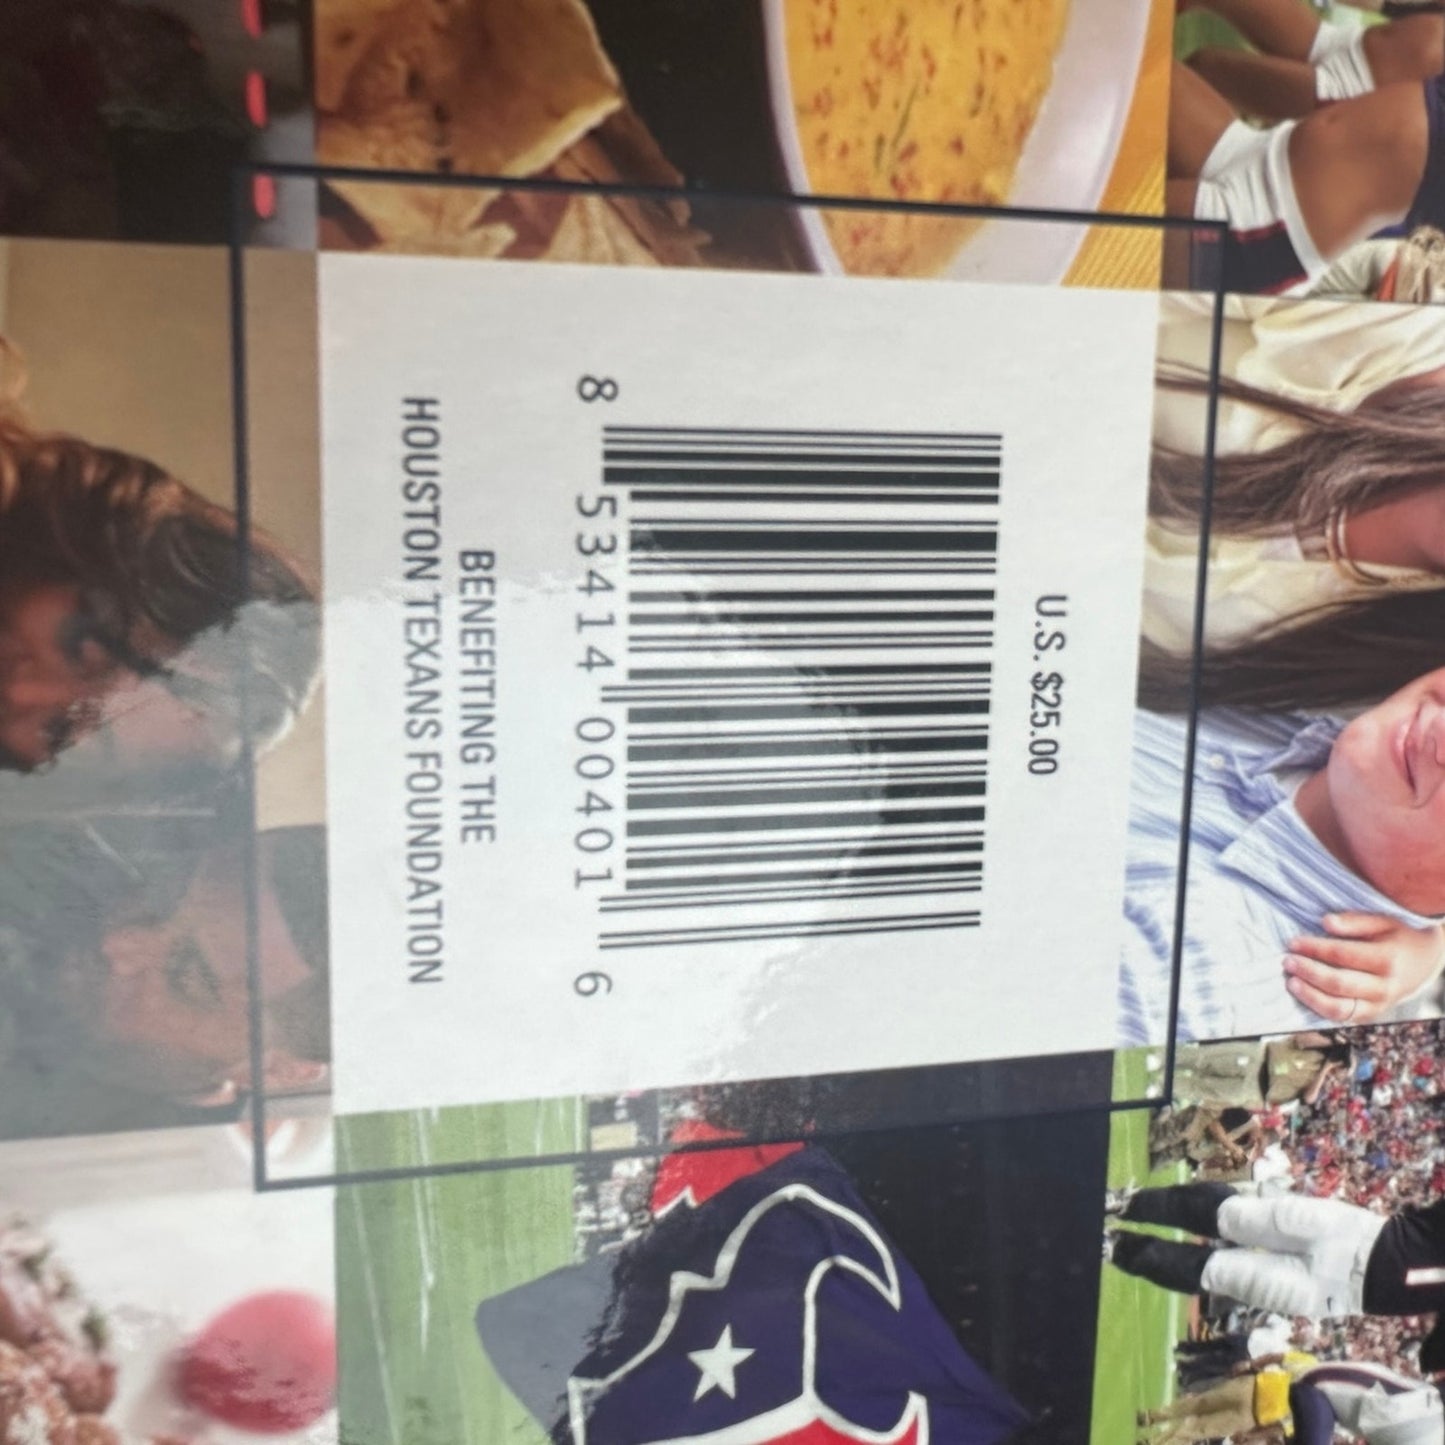 U.S. $25.00
8 53414 00401 6
BENEFITING THE
HOUSTON TEXANS FOUNDATION